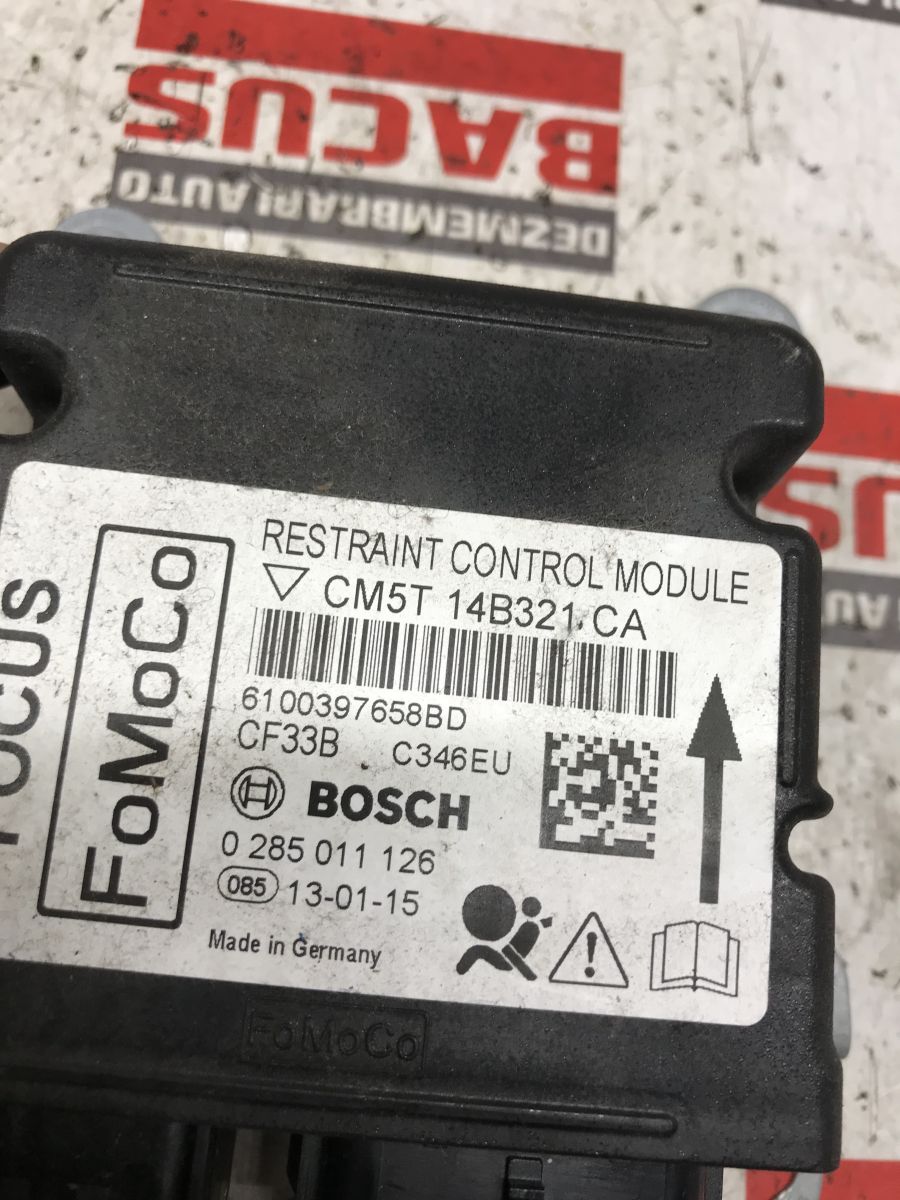 BACUS
DEZMEMBRARI AUTO
RESTRAINT CONTROL MODULE
CM5T 14B321 CA
6100397658BD
CF33B C346EU
BOSCH
0 285 011 126
085 13-01-15
Made in Germany
FoMoCo
FoMoCo